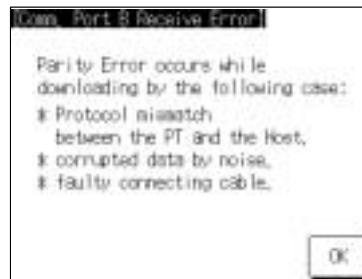 [Comm. Port B Receive Error]
Parity Error occurs while
downloading by the following case:
* Protocol mismatch
between the PT and the Host,
* corrupted data by noise,
* faulty connecting cable,
OK